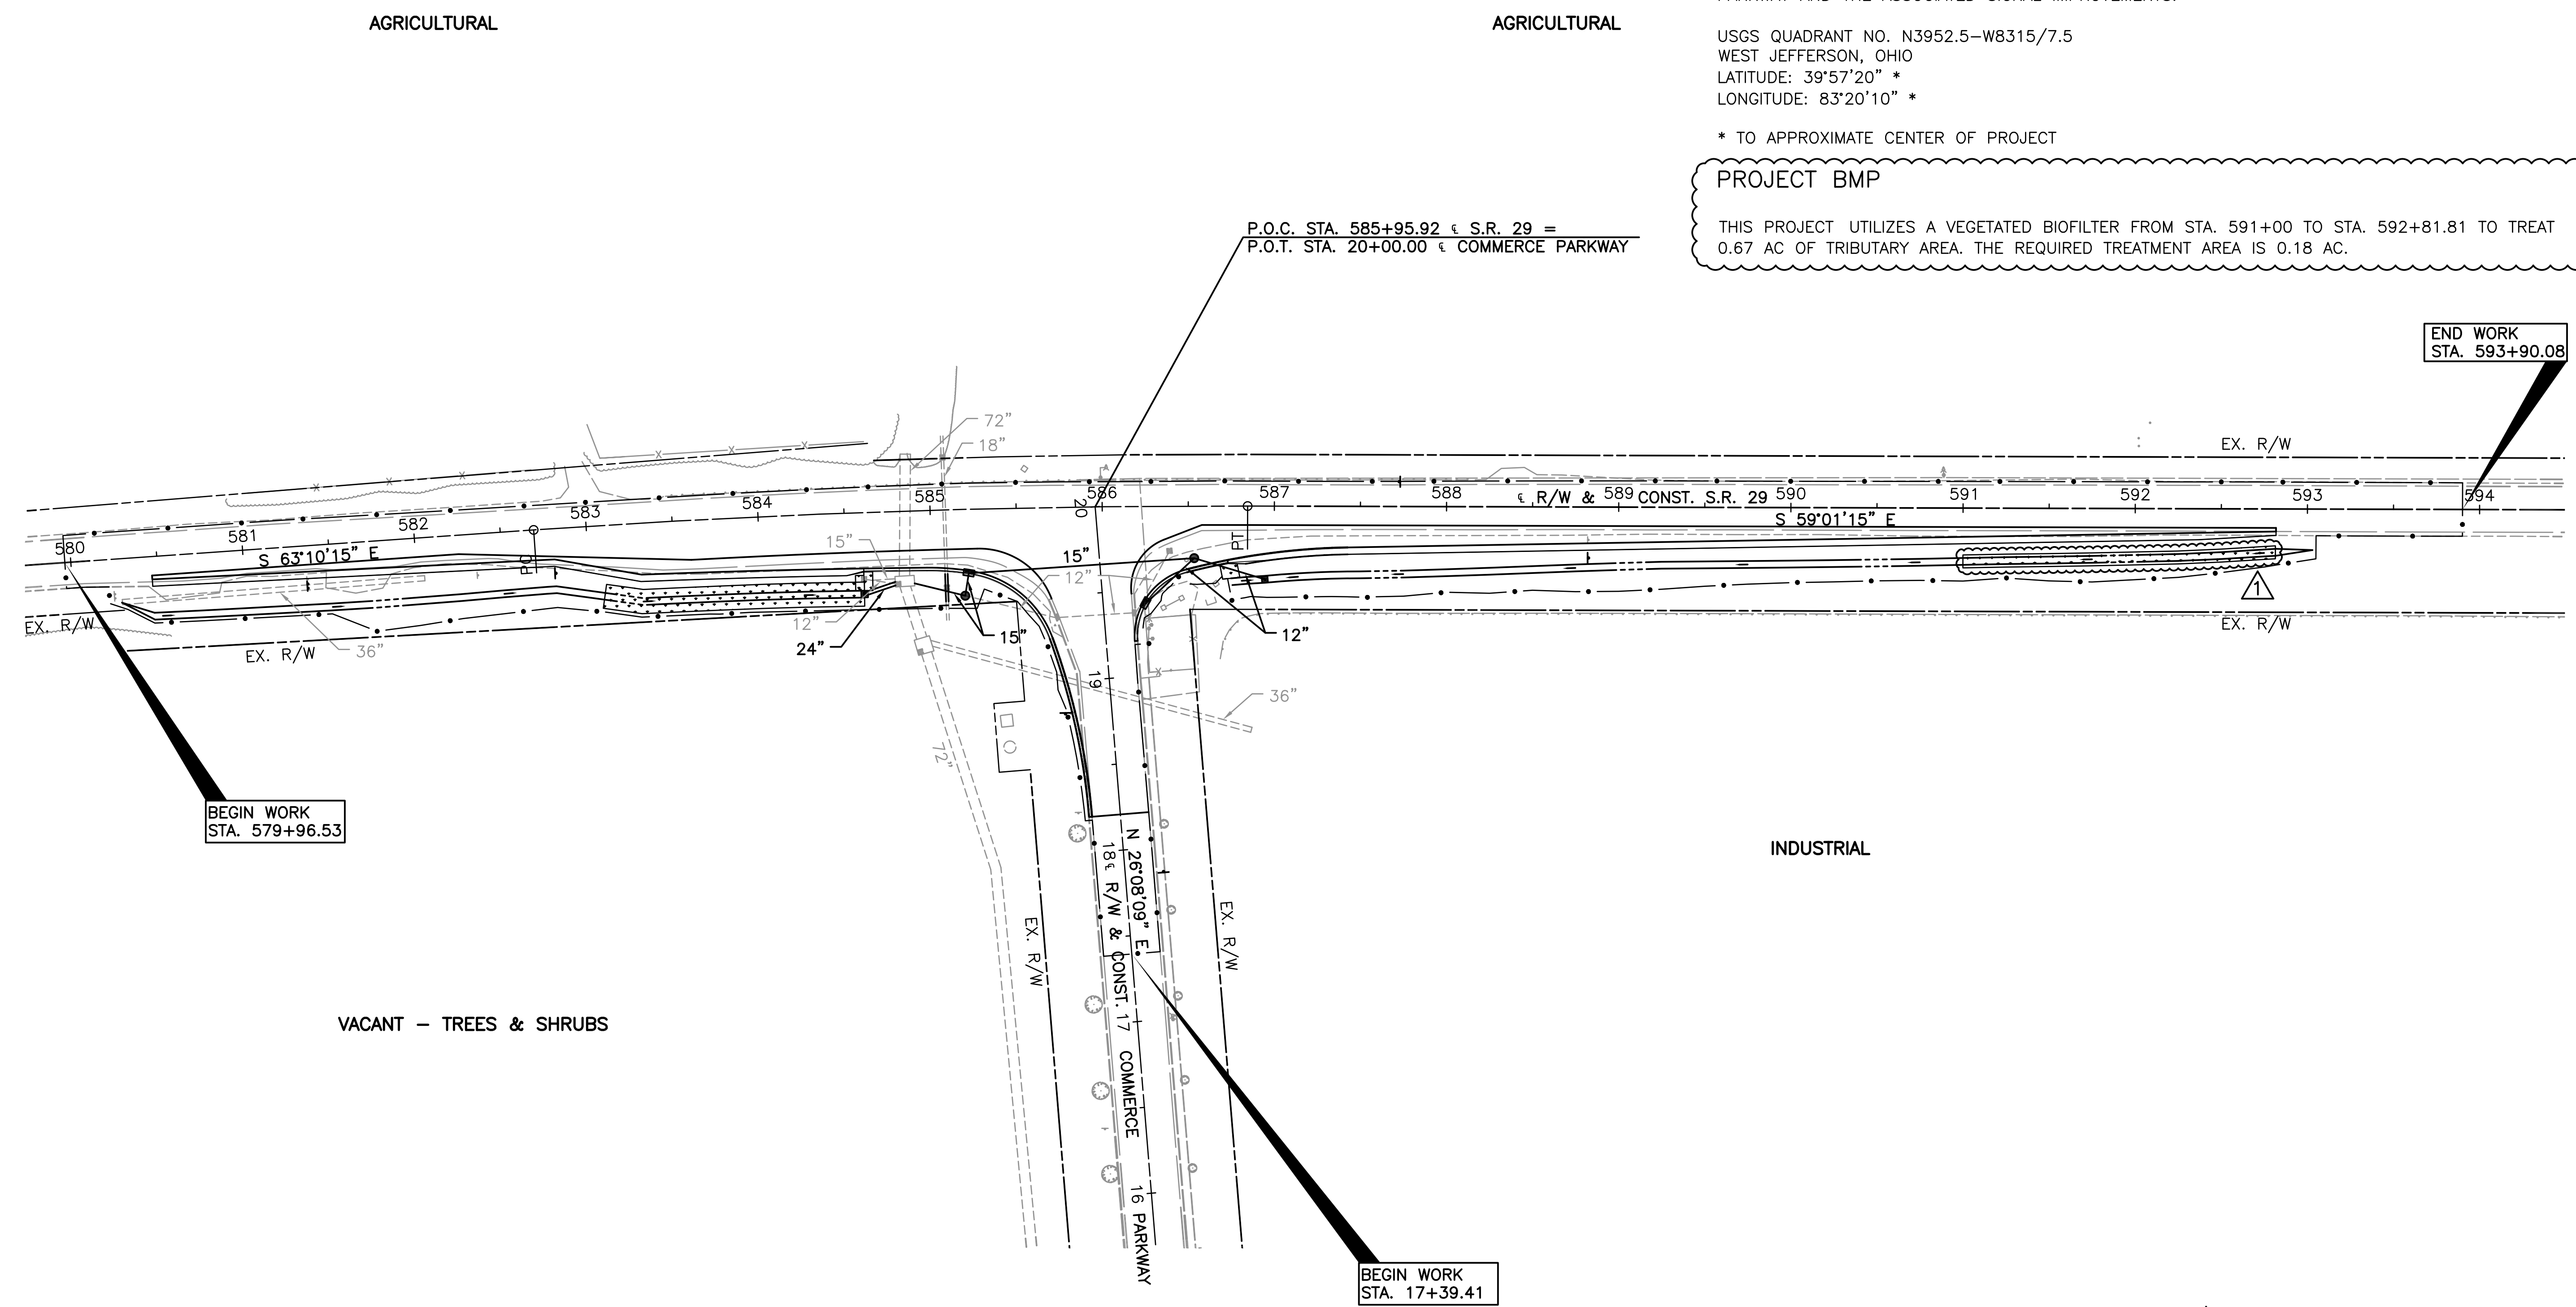 AGRICULTURAL
AGRICULTURAL
USGS QUADRANT NO. N3952.5-W8315/7.5
WEST JEFFERSON, OHIO
LATITUDE: 39°57'20" *
LONGITUDE: 83°20'10" *
* TO APPROXIMATE CENTER OF PROJECT
PROJECT BMP
THIS PROJECT UTILIZES A VEGETATED BIOFILTER FROM STA. 591+00 TO STA. 592+81.81 TO TREAT
0.67 AC OF TRIBUTARY AREA. THE REQUIRED TREATMENT AREA IS 0.18 AC.
P.O.C. STA. 585+95.92 ℄ S.R. 29 =
P.O.T. STA. 20+00.00 ℄ COMMERCE PARKWAY
END WORK
STA. 593+90.08
72"
18"
EX. R/W
580
581
582
583
584
585
586
587
588
589
590
591
592
593
594
℄ R/W & CONST. S.R. 29
S 63°10'15" E
S 59°01'15" E
PC
PT
20
15"
15"
12"
12"
24"
15"
12"
1
EX. R/W
EX. R/W
36"
EX. R/W
19
36"
72"
BEGIN WORK
STA. 579+96.53
INDUSTRIAL
N 26°08'09" E
18 ℄ R/W & CONST. 17 COMMERCE 16 PARKWAY
EX. R/W
EX. R/W
VACANT - TREES & SHRUBS
BEGIN WORK
STA. 17+39.41